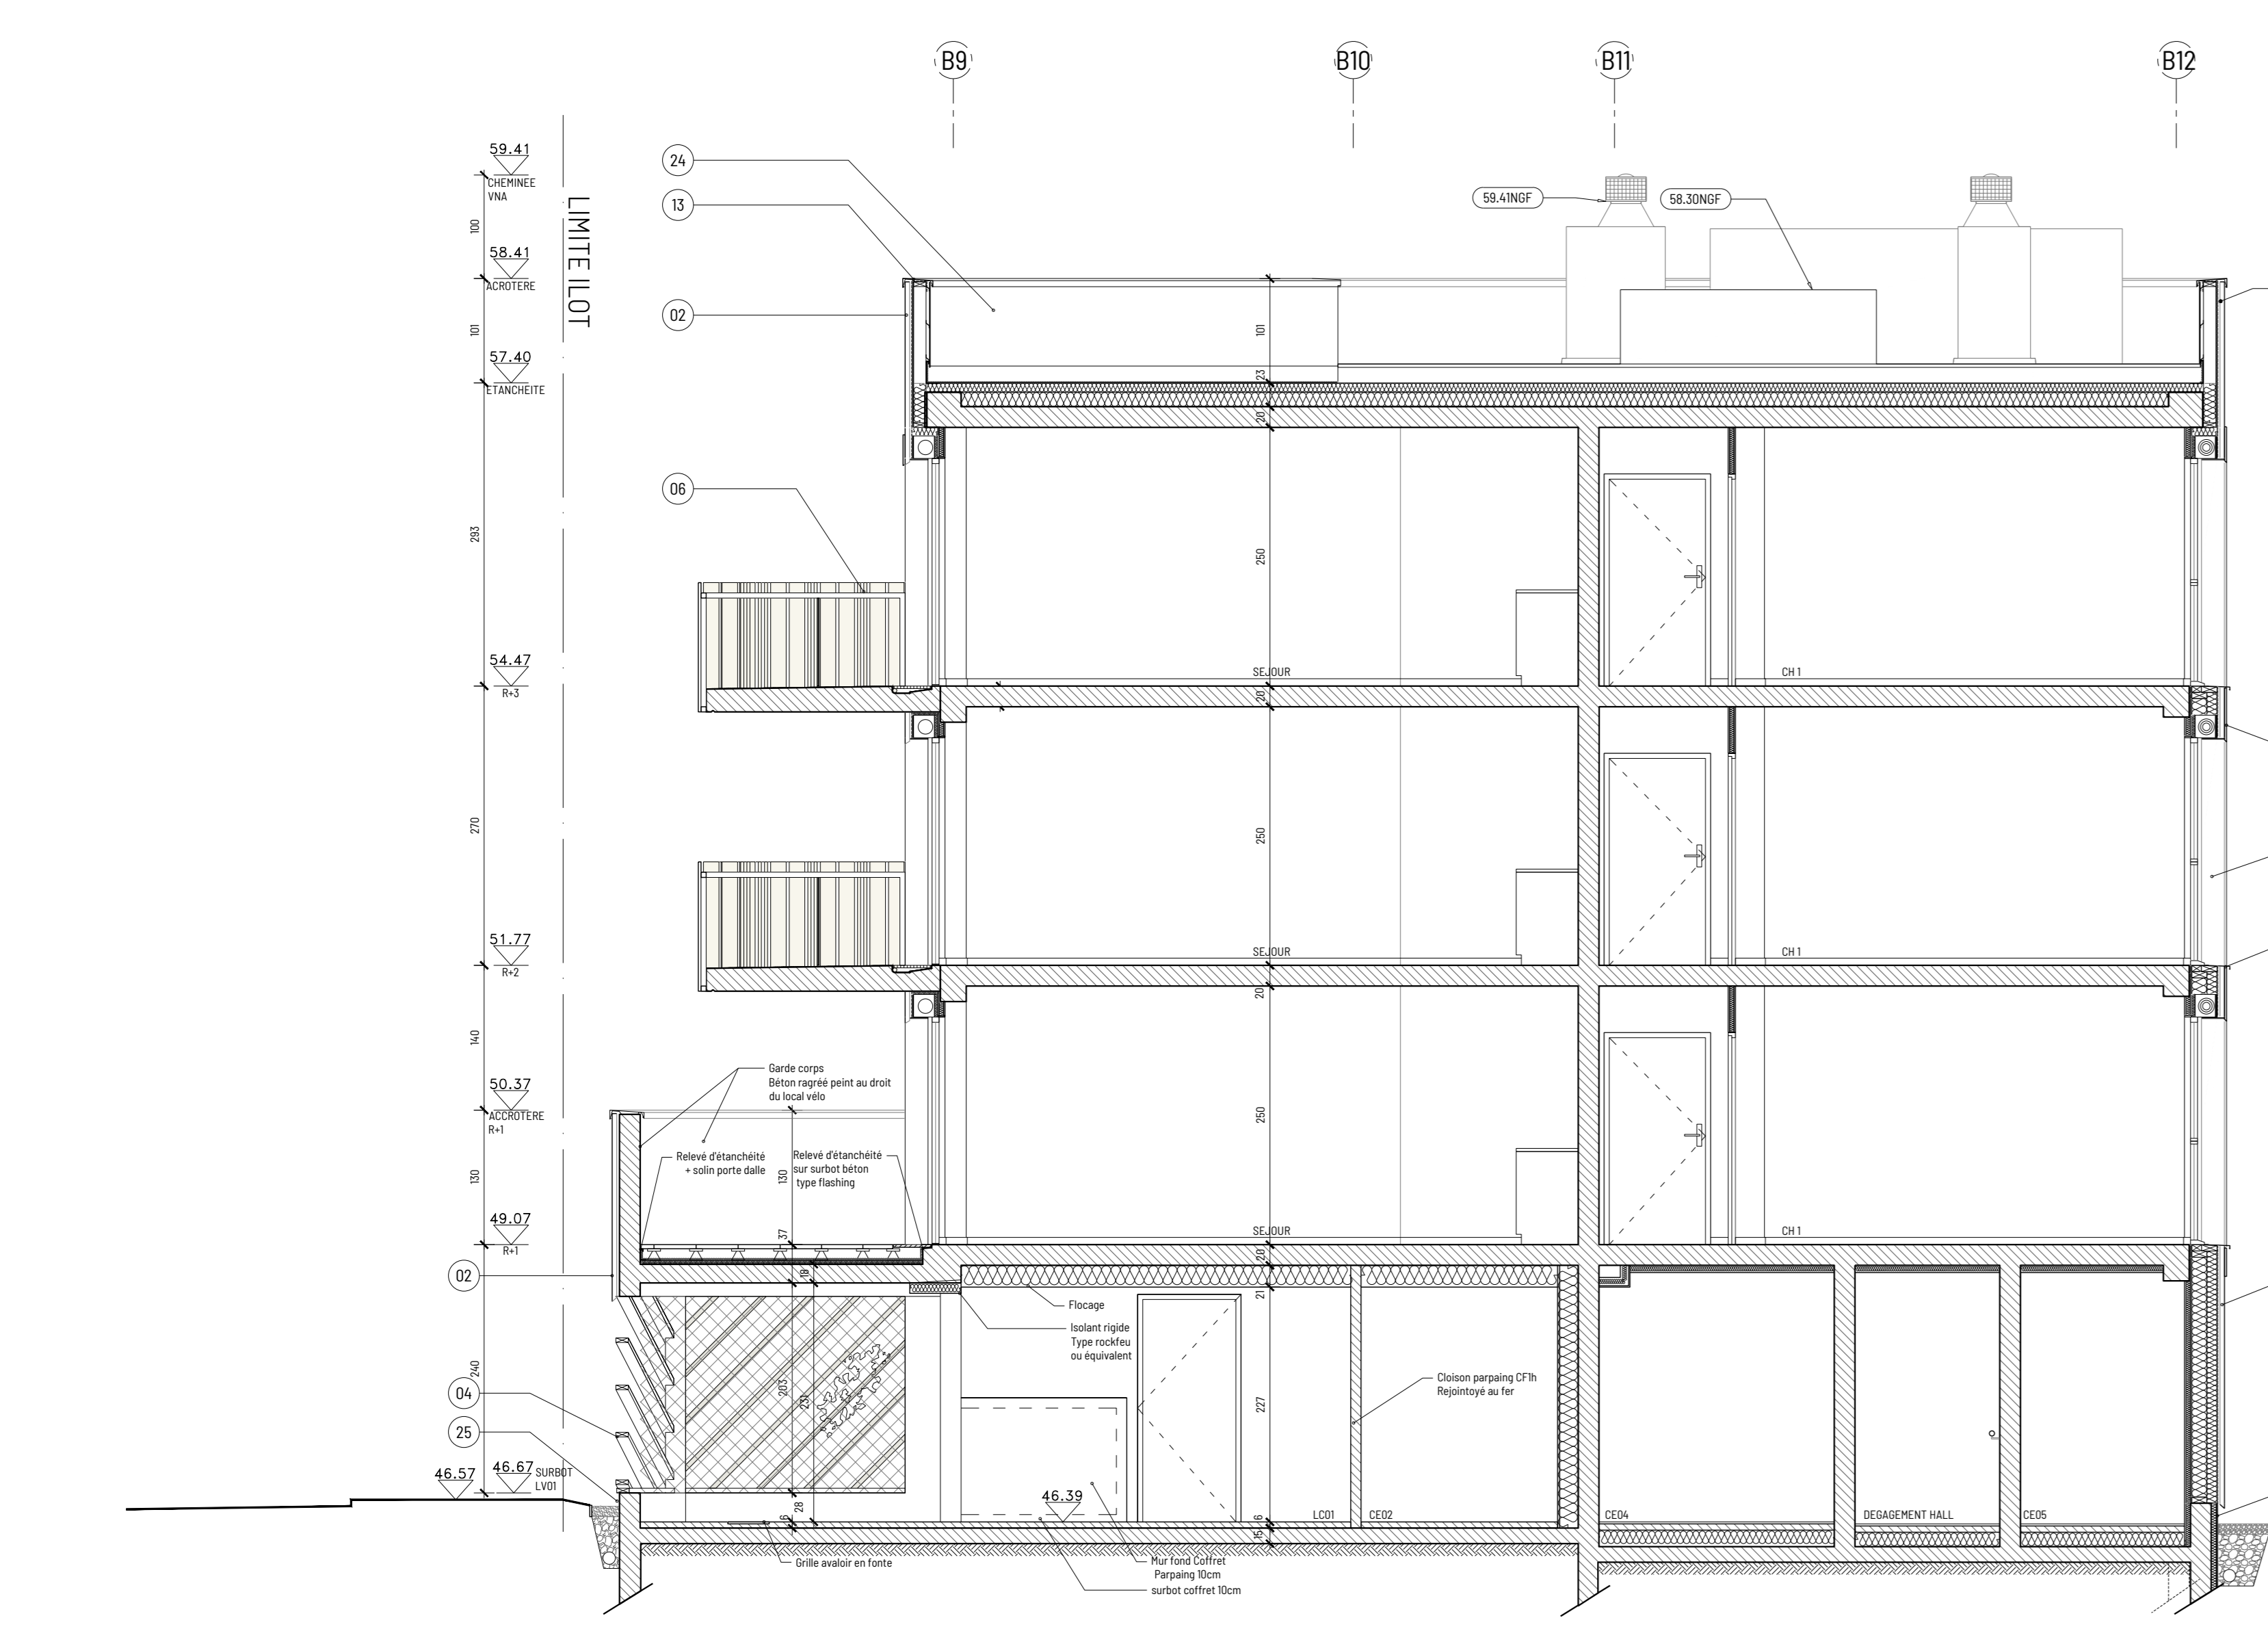 B9
B10
B11
B12
59.41
CHEMINEE
VNA
LIMITE ILOT
24
13
02
06
59.41NGF
58.30NGF
100
58.41
ACROTERE
101
57.40
ETANCHEITE
101
23
20
293
250
54.47
R+3
SEJOUR
CH 1
20
270
250
51.77
R+2
SEJOUR
CH 1
20
140
Garde corps
Béton ragréé peint au droit
du local vélo
50.37
ACCROTERE
R+1
250
130
Relevé d'étanchéité
+ solin porte dalle
Relevé d'étanchéité
sur surbot béton
type flashing
130
49.07
R+1
37
SEJOUR
CH 1
20
18
02
21
Flocage
Isolant rigide
Type rockfeu
ou équivalent
240
203
231
227
Cloison parpaing CF1h
Rejointoyé au fer
04
25
46.57
46.67
SURBOT
LV01
28
6
46.39
6
15
LC01
CE02
CE04
DEGAGEMENT HALL
CE05
Grille avaloir en fonte
Mur fond Coffret
Parpaing 10cm
surbot coffret 10cm